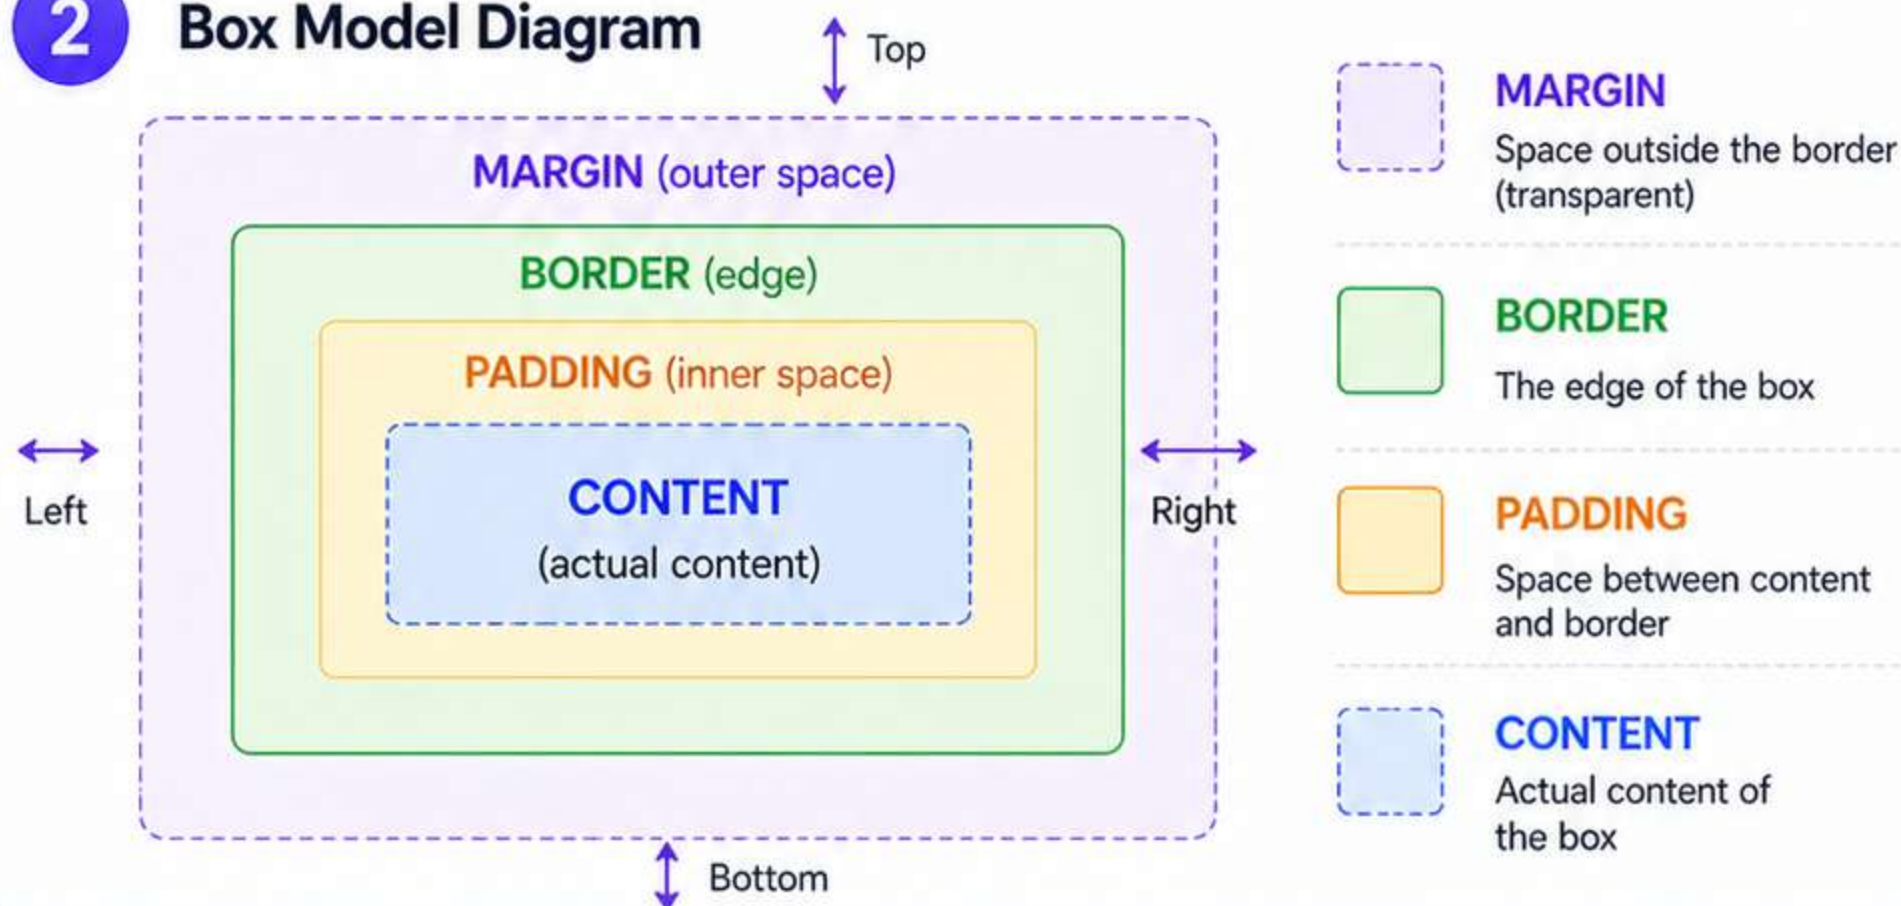 2
Box Model Diagram
Top
MARGIN (outer space)
BORDER (edge)
PADDING (inner space)
CONTENT
(actual content)
Left
Right
Bottom
MARGIN
Space outside the border
(transparent)
BORDER
The edge of the box
PADDING
Space between content
and border
CONTENT
Actual content of
the box